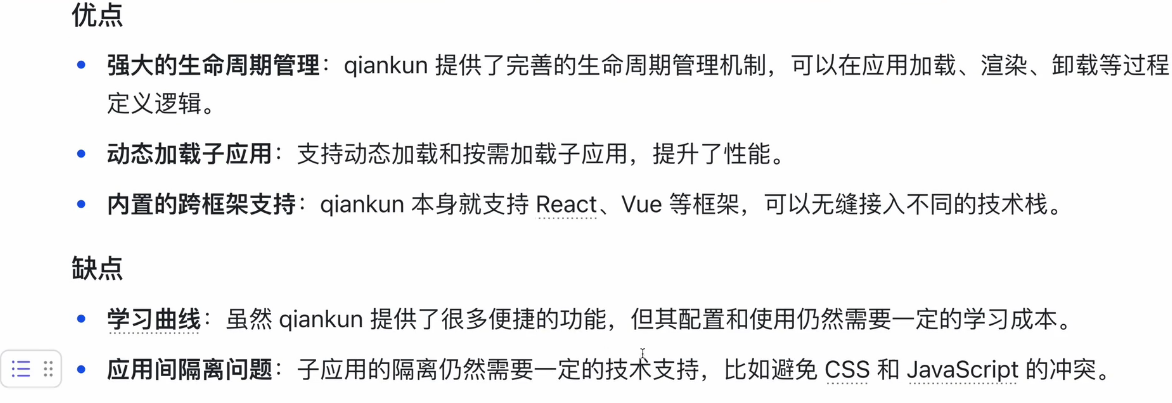 优点
强大的生命周期管理：qiankun 提供了完善的生命周期管理机制，可以在应用加载、渲染、卸载等过程
定义逻辑。
动态加载子应用：支持动态加载和按需加载子应用，提升了性能。
内置的跨框架支持：qiankun 本身就支持 React、Vue 等框架，可以无缝接入不同的技术栈。
缺点
学习曲线：虽然 qiankun 提供了很多便捷的功能，但其配置和使用仍然需要一定的学习成本。
应用间隔离问题：子应用的隔离仍然需要一定的技术支持，比如避免 CSS 和 JavaScript 的冲突。